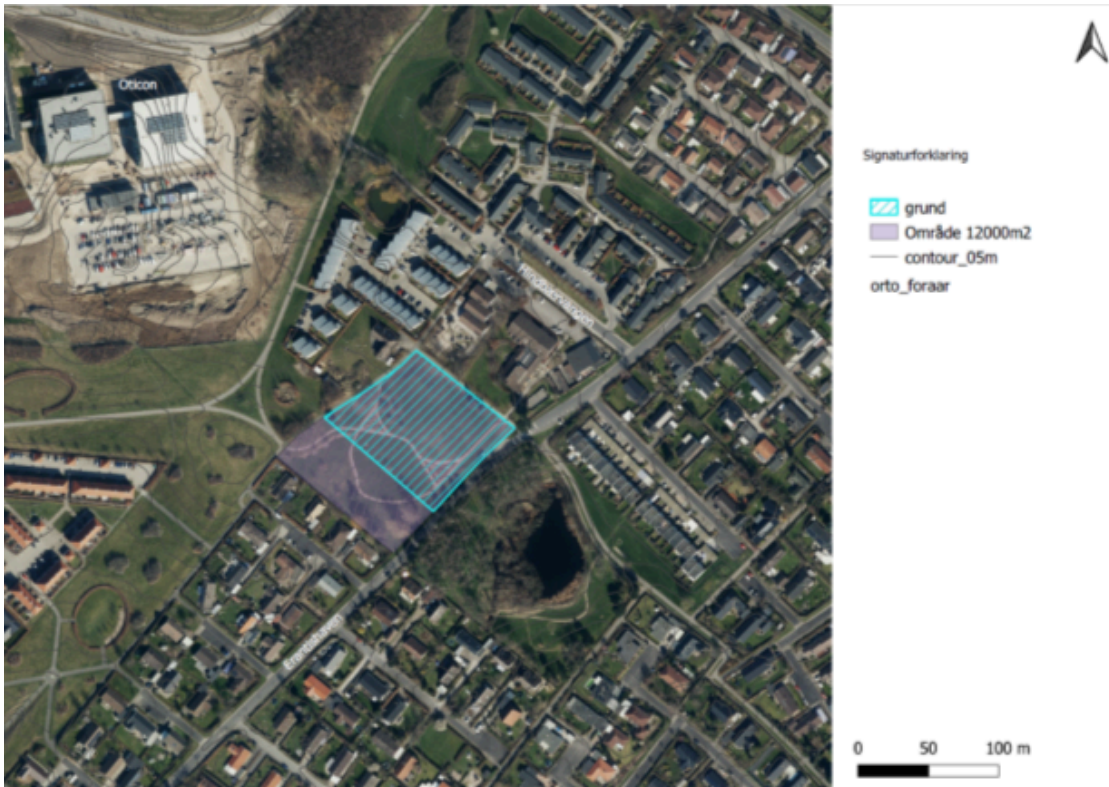 Oticon
Signaturforklaring
grund
Område 12000m2
contour_05m
orto_foraar
0 50 100 m